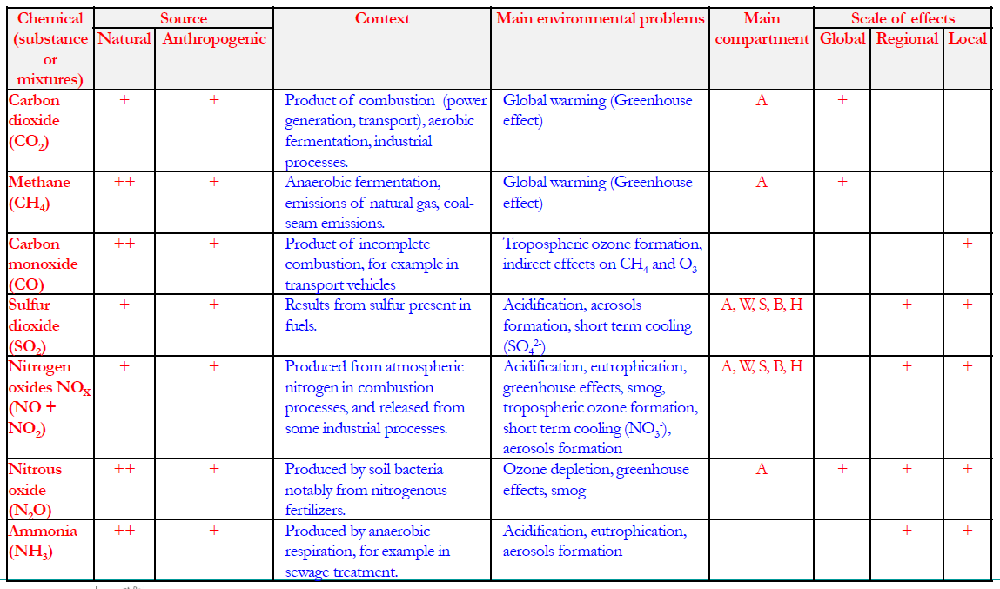 Chemical Source Context Main environmental problems Main Scale of effects
(substance Natural Anthropogenic compartment Global Regional Local
or
mixtures)
Carbon + + Product of combustion (power Global warming (Greenhouse A +
dioxide generation, transport), aerobic effect)
(CO₂) fermentation, industrial
processes.
Methane ++ + Anaerobic fermentation, Global warming (Greenhouse A +
(CH₄) emissions of natural gas, coal- effect)
seam emissions.
Carbon ++ + Product of incomplete Tropospheric ozone formation, +
monoxide combustion, for example in indirect effects on CH₄ and O₃
(CO) transport vehicles
Sulfur + + Results from sulfur present in Acidification, aerosols A, W, S, B, H + +
dioxide fuels. formation, short term cooling
(SO₂) (SO₄²⁻)
Nitrogen + + Produced from atmospheric Acidification, eutrophication, A, W, S, B, H + +
oxides NOX nitrogen in combustion greenhouse effects, smog,
(NO + processes, and released from tropospheric ozone formation,
NO₂) some industrial processes. short term cooling (NO₃⁻),
aerosols formation
Nitrous ++ + Produced by soil bacteria Ozone depletion, greenhouse A + + +
oxide notably from nitrogenous effects, smog
(N₂O) fertilizers.
Ammonia ++ + Produced by anaerobic Acidification, eutrophication, + +
(NH₃) respiration, for example in aerosols formation
sewage treatment.